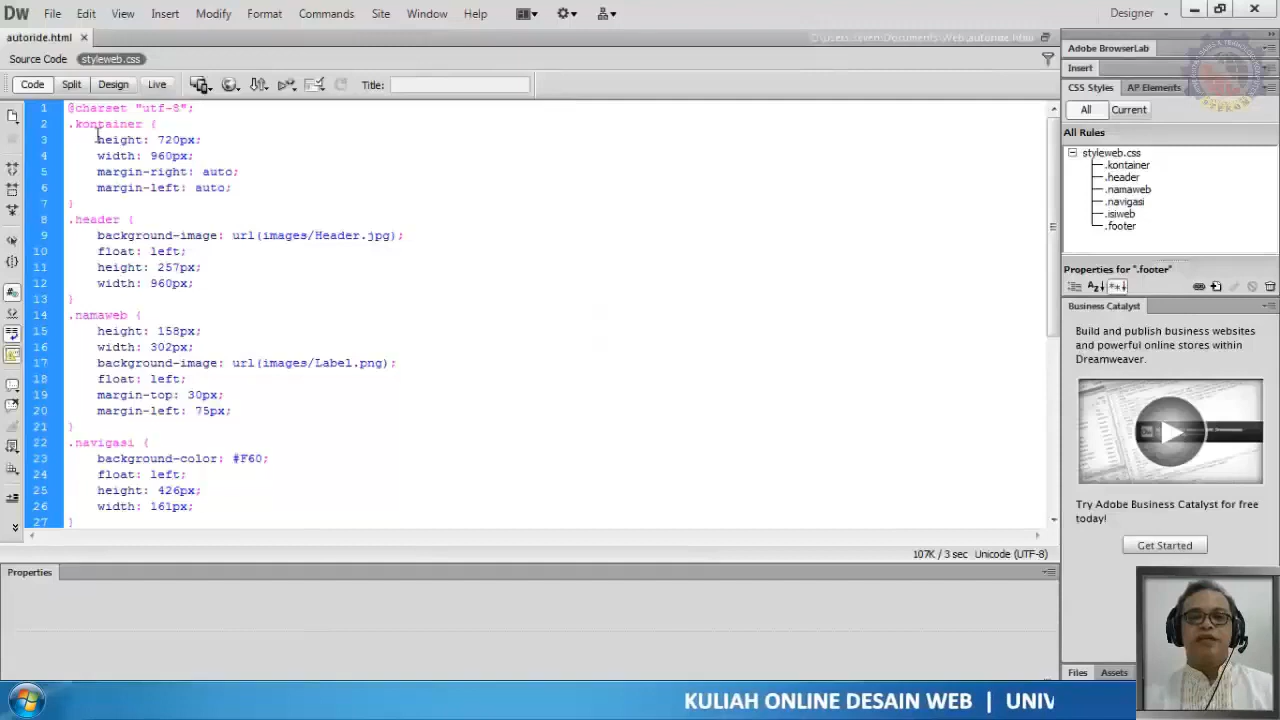 DW File Edit View Insert Modify Format Commands Site Window Help Designer
autoride.html
Source Code styleweb.css
Code Split Design Live Title:
1 @charset "utf-8";
2 .kontainer {
3 height: 720px;
4 width: 960px;
5 margin-right: auto;
6 margin-left: auto;
7 }
8 .header {
9 background-image: url(images/Header.jpg);
10 float: left;
11 height: 257px;
12 width: 960px;
13 }
14 .namaweb {
15 height: 158px;
16 width: 302px;
17 background-image: url(images/Label.png);
18 float: left;
19 margin-top: 30px;
20 margin-left: 75px;
21 }
22 .navigasi {
23 background-color: #F60;
24 float: left;
25 height: 426px;
26 width: 161px;
27 }
107K / 3 sec Unicode (UTF-8)
Properties
Adobe BrowserLab
Insert
CSS Styles AP Elements
All Current
All Rules
styleweb.css
.kontainer
.header
.namaweb
.navigasi
.isiweb
.footer
Properties for ".footer"
Business Catalyst
Build and publish business websites
and powerful online stores within
Dreamweaver.
Try Adobe Business Catalyst for free
today!
Get Started
Files Assets
KULIAH ONLINE DESAIN WEB | UNIV